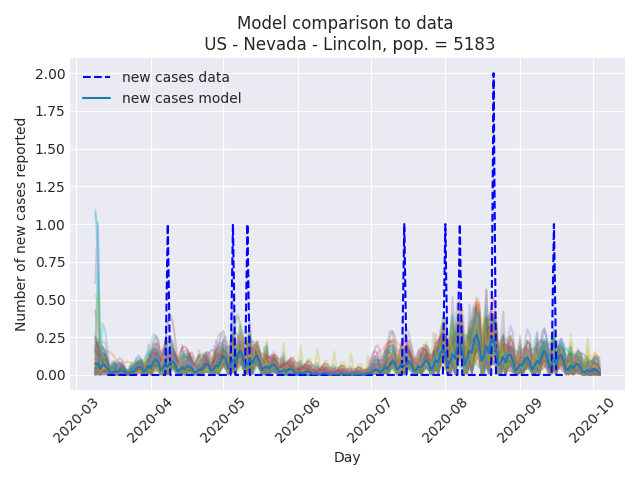 Model comparison to data
US - Nevada - Lincoln, pop. = 5183
new cases data
new cases model
Number of new cases reported
2.00
1.75
1.50
1.25
1.00
0.75
0.50
0.25
0.00
2020-03
2020-04
2020-05
2020-06
2020-07
2020-08
2020-09
2020-10
Day